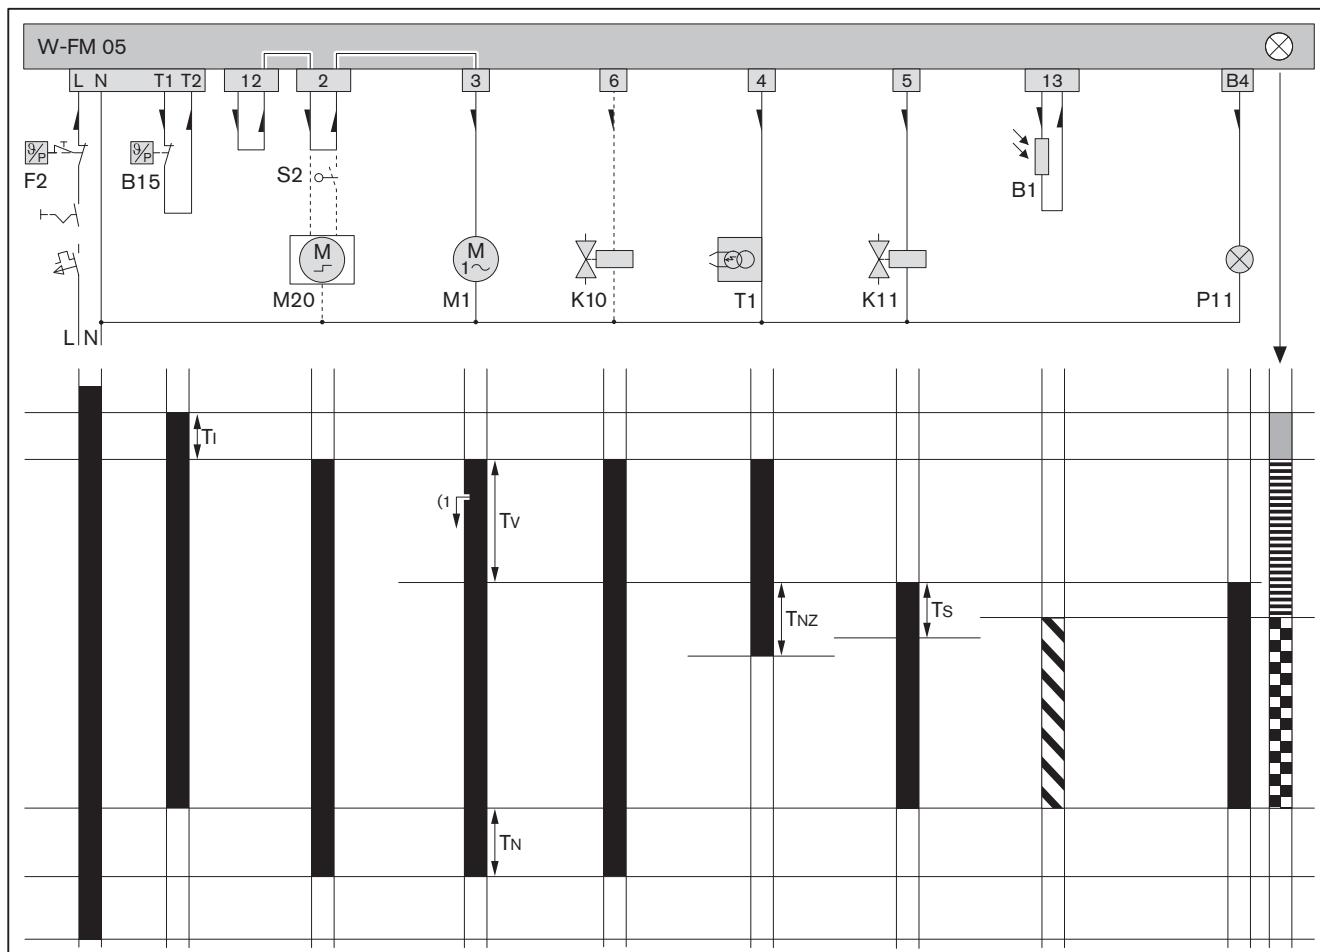 W-FM 05
L N T1 T2 12 2 3 6 4 5 13 B4
ϑ/P ϑ/P
F2 B15 S2 B1
M M 1~
M20 M1 K10 T1 K11 P11
L N
TI
(1 TV
TNZ TS
TN